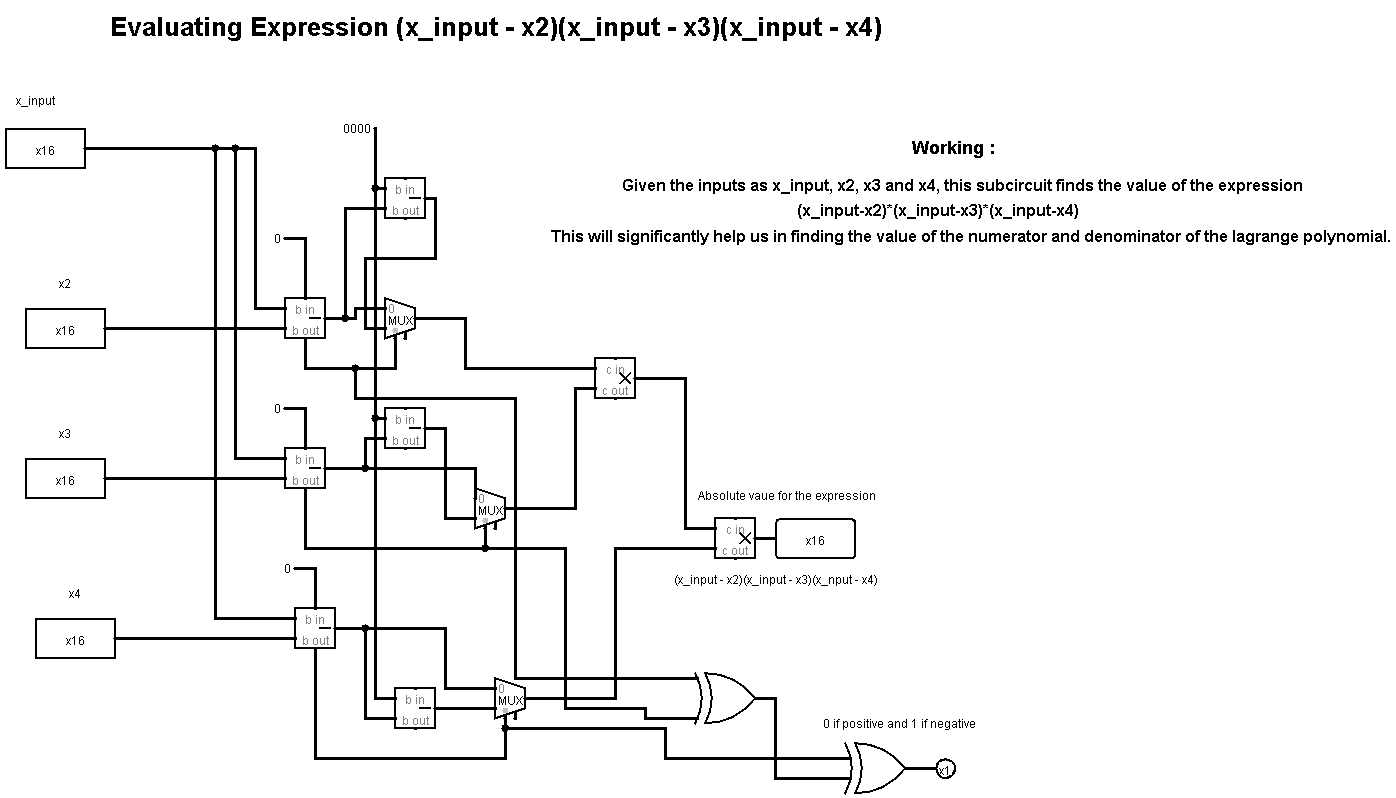 Evaluating Expression (x_input - x2)(x_input - x3)(x_input - x4)
x_input
x16
0000
Working :
Given the inputs as x_input, x2, x3 and x4, this subcircuit finds the value of the expression
(x_input-x2)*(x_input-x3)*(x_input-x4)
This will significantly help us in finding the value of the numerator and denominator of the lagrange polynomial.
b in
b out
0
x2
x16
b in
b out
0
MUX
c in
c out
0
x3
x16
b in
b out
b in
b out
0
MUX
Absolute vaue for the expression
c in
c out
x16
(x_input - x2)(x_input - x3)(x_nput - x4)
0
x4
x16
b in
b out
b in
b out
0
MUX
0 if positive and 1 if negative
x1